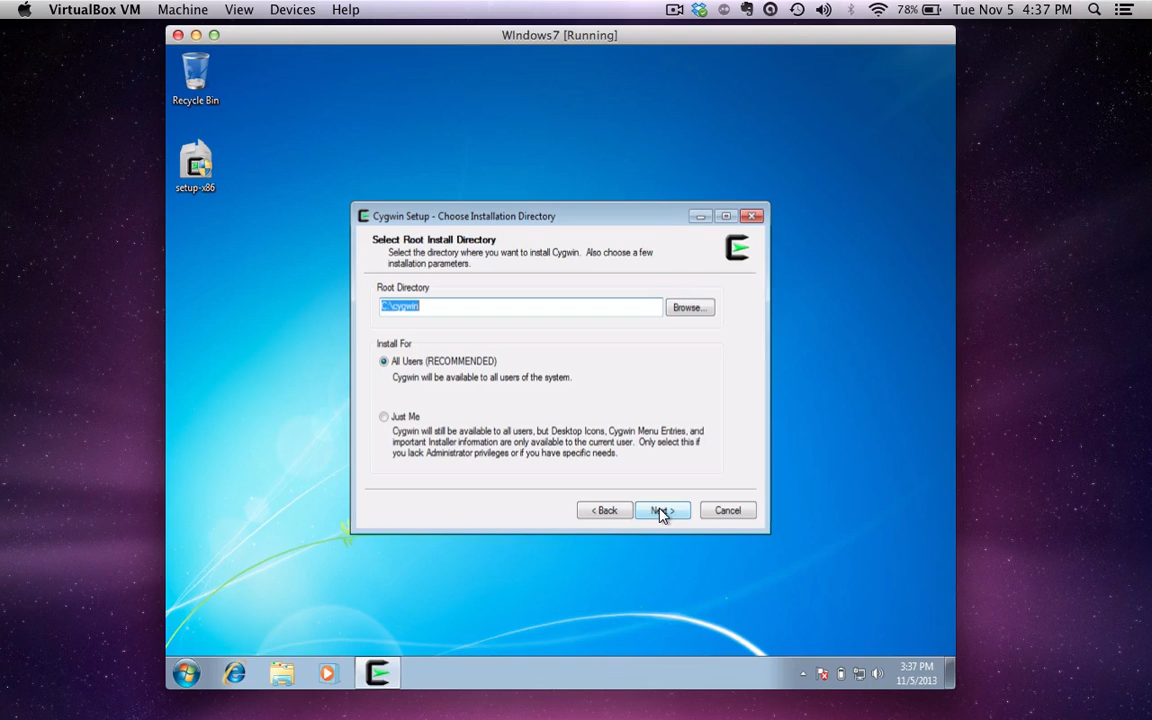 VirtualBox VM Machine View Devices Help 78% Tue Nov 5 4:37 PM
WIndows7 [Running]
Recycle Bin
setup-x86
Cygwin Setup - Choose Installation Directory
Select Root Install Directory
Select the directory where you want to install Cygwin. Also choose a few
installation parameters.
Root Directory
C:\cygwin
Browse...
Install For
All Users (RECOMMENDED)
Cygwin will be available to all users of the system.
Just Me
Cygwin will still be available to all users, but Desktop Icons, Cygwin Menu Entries, and
important Installer information are only available to the current user. Only select this if
you lack Administrator privileges or if you have specific needs.
< Back Next > Cancel
3:37 PM
11/5/2013